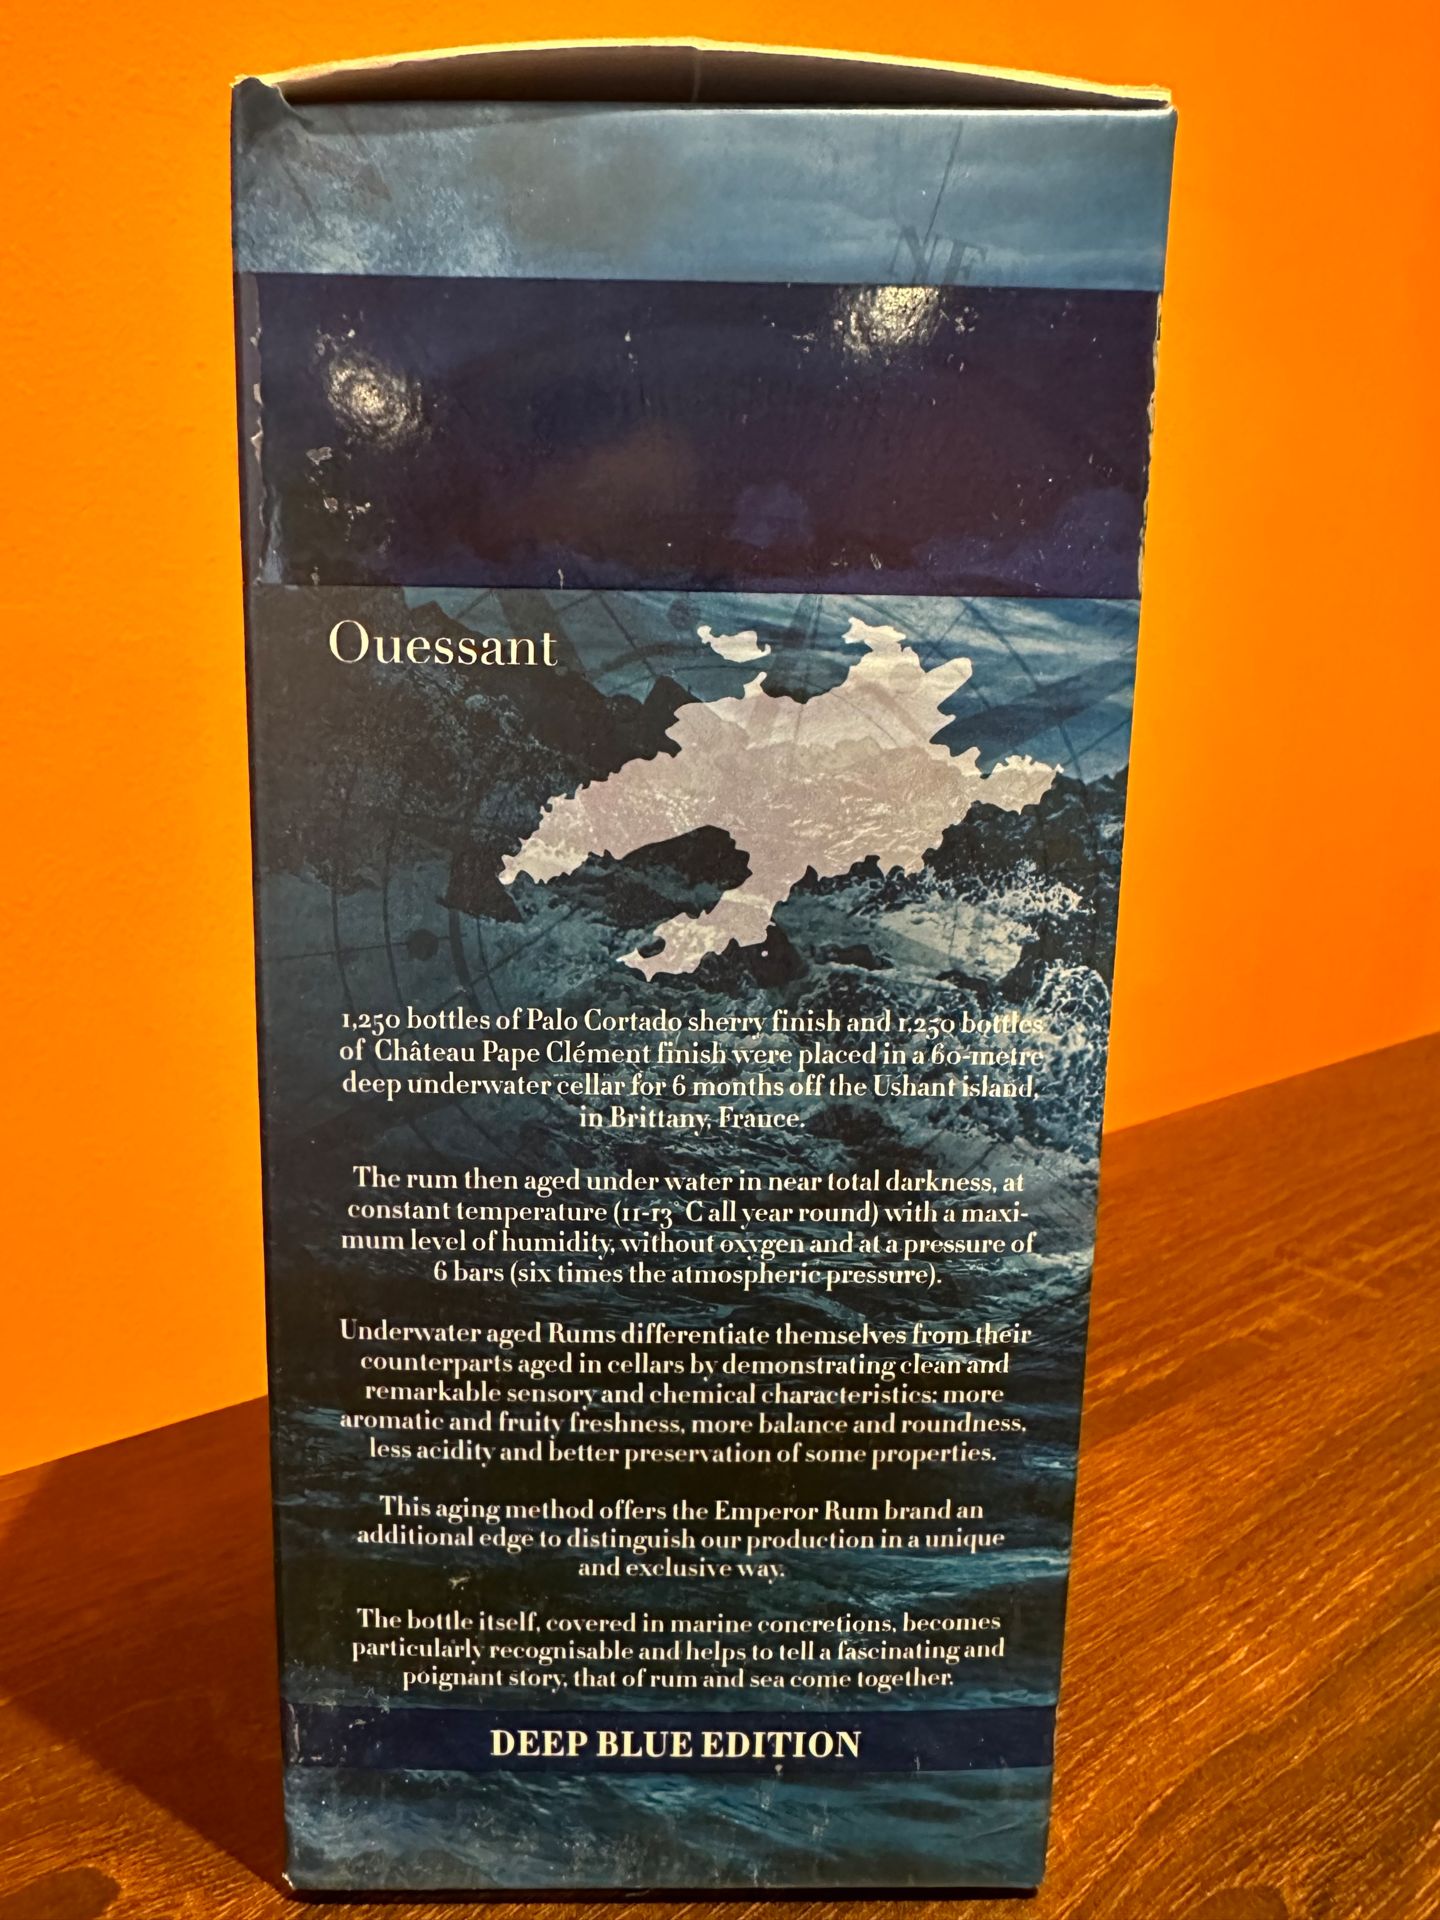 NE
Ouessant
1,250 bottles of Palo Cortado sherry finish and 1,250 bottles
of Château Pape Clément finish were placed in a 60-metre
deep underwater cellar for 6 months off the Ushant island,
in Brittany, France.
The rum then aged under water in near total darkness, at
constant temperature (11-13° C all year round) with a maxi-
mum level of humidity, without oxygen and at a pressure of
6 bars (six times the atmospheric pressure).
Underwater aged Rums differentiate themselves from their
counterparts aged in cellars by demonstrating clean and
remarkable sensory and chemical characteristics: more
aromatic and fruity freshness, more balance and roundness,
less acidity and better preservation of some properties.
This aging method offers the Emperor Rum brand an
additional edge to distinguish our production in a unique
and exclusive way.
The bottle itself, covered in marine concretions, becomes
particularly recognisable and helps to tell a fascinating and
poignant story, that of rum and sea come together.
DEEP BLUE EDITION